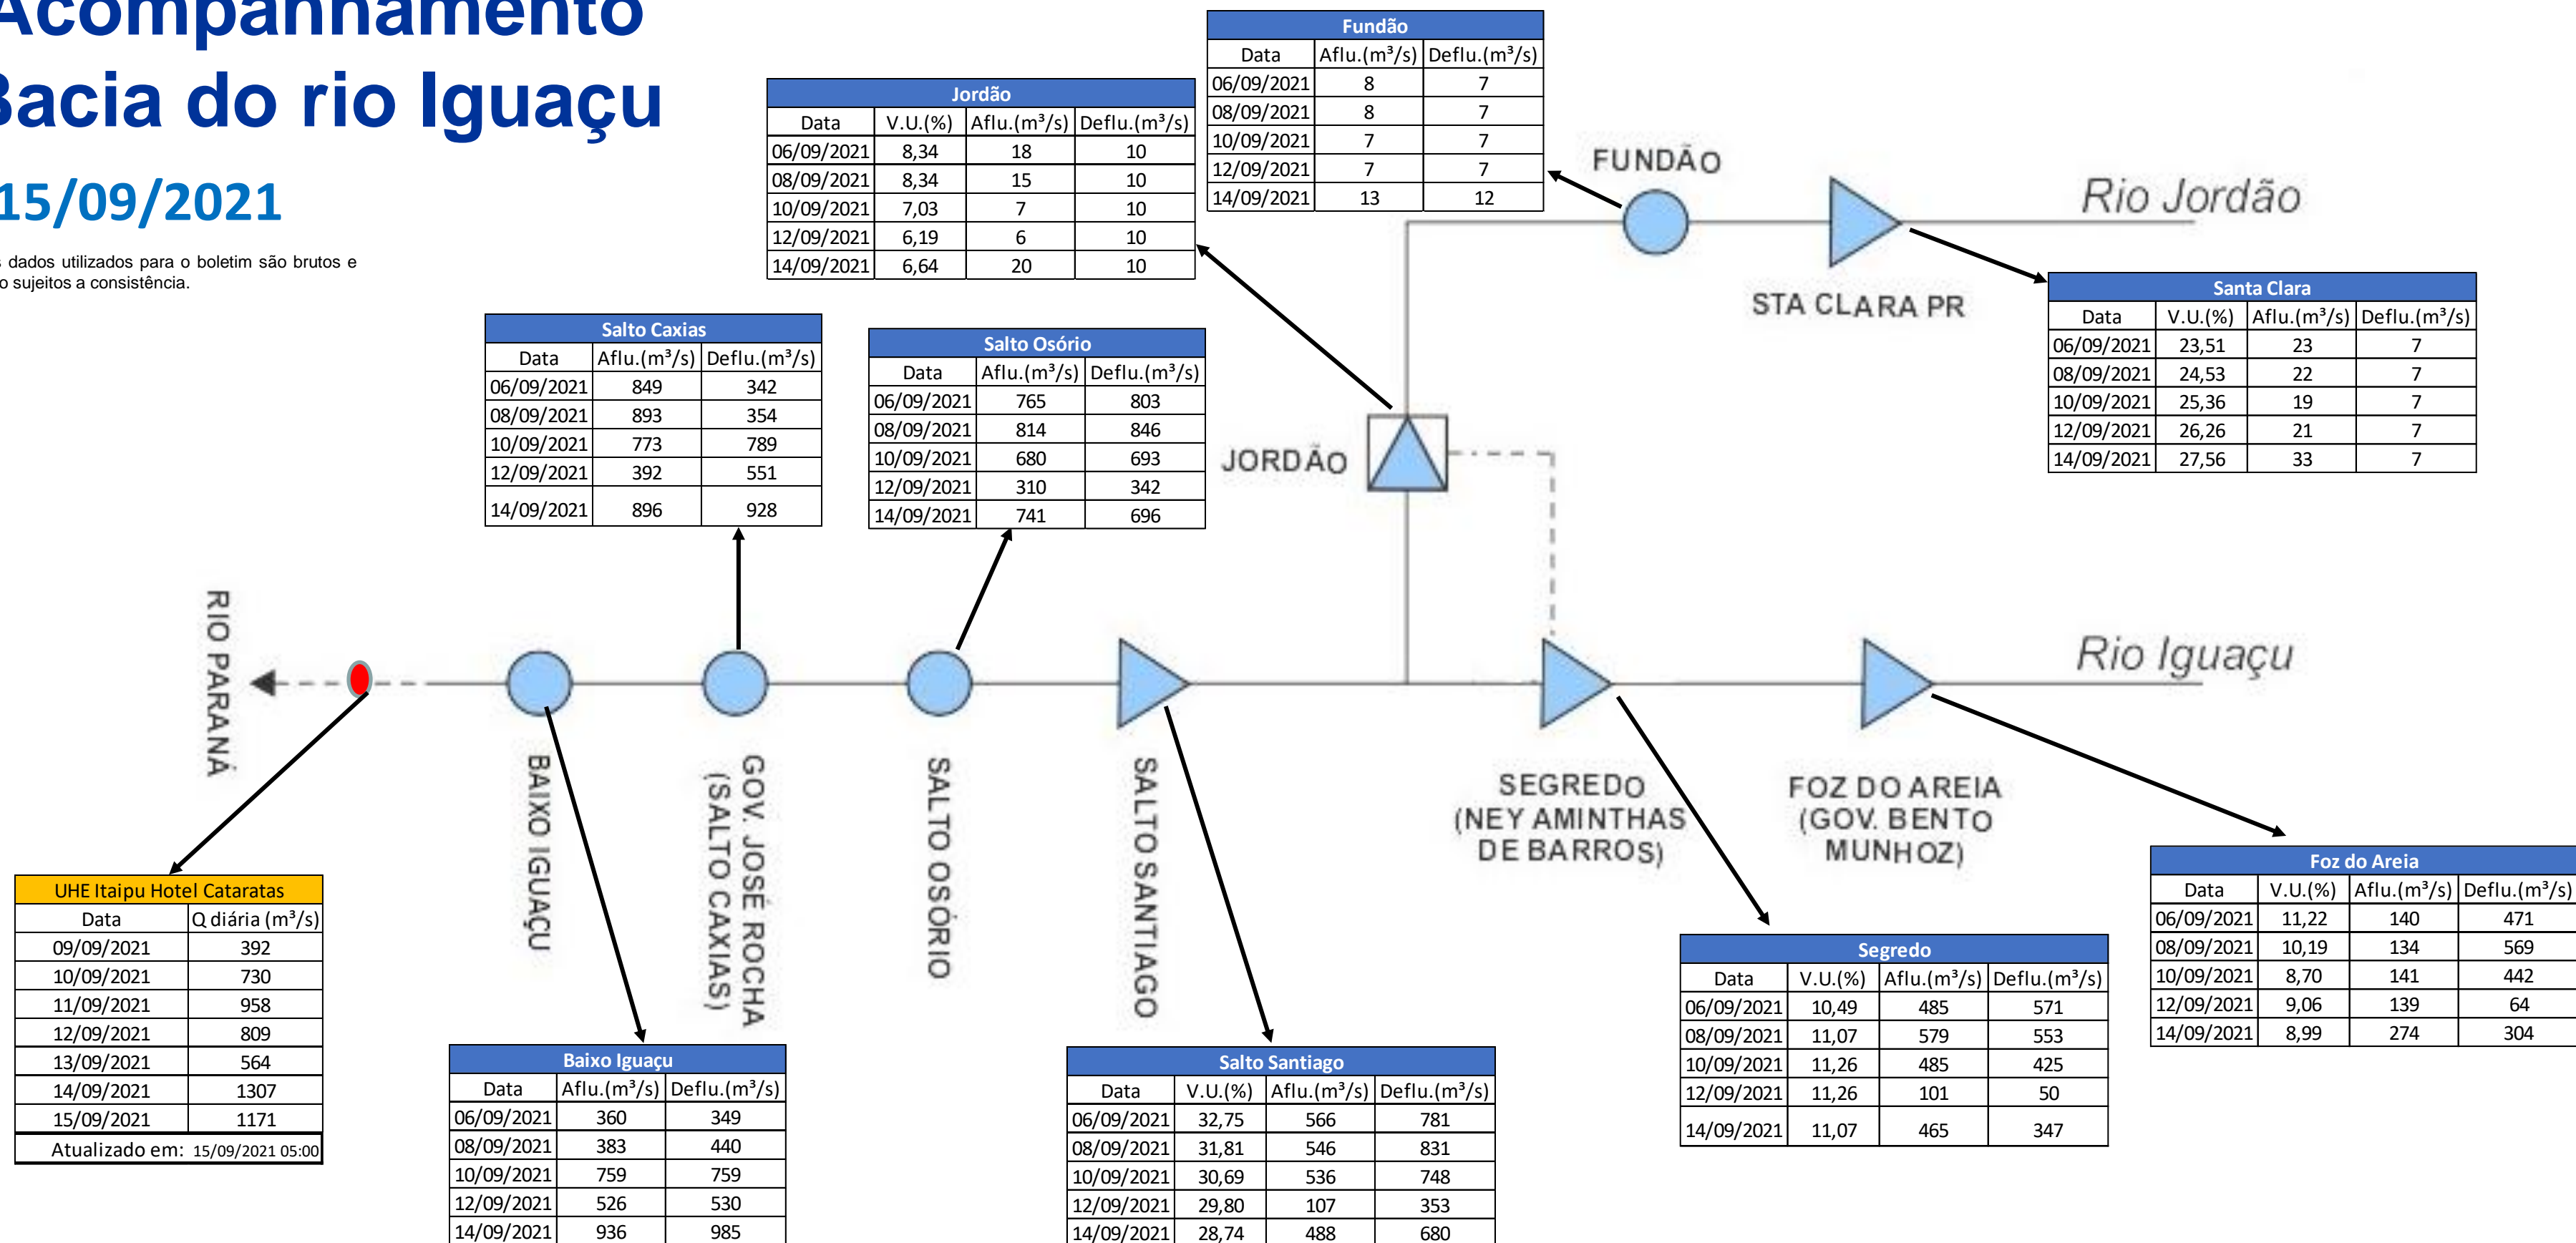 Acompanhamento
Bacia do rio Iguaçu
15/09/2021
s dados utilizados para o boletim são brutos e
o sujeitos a consistência.
Fundão
Data Aflu.(m³/s) Deflu.(m³/s)
06/09/2021 8 7
08/09/2021 8 7
10/09/2021 7 7
12/09/2021 7 7
14/09/2021 13 12
Jordão
Data V.U.(%) Aflu.(m³/s) Deflu.(m³/s)
06/09/2021 8,34 18 10
08/09/2021 8,34 15 10
10/09/2021 7,03 7 10
12/09/2021 6,19 6 10
14/09/2021 6,64 20 10
FUNDÃO
Rio Jordão
STA CLARA PR
Santa Clara
Data V.U.(%) Aflu.(m³/s) Deflu.(m³/s)
06/09/2021 23,51 23 7
08/09/2021 24,53 22 7
10/09/2021 25,36 19 7
12/09/2021 26,26 21 7
14/09/2021 27,56 33 7
Salto Caxias
Data Aflu.(m³/s) Deflu.(m³/s)
06/09/2021 849 342
08/09/2021 893 354
10/09/2021 773 789
12/09/2021 392 551
14/09/2021 896 928
Salto Osório
Data Aflu.(m³/s) Deflu.(m³/s)
06/09/2021 765 803
08/09/2021 814 846
10/09/2021 680 693
12/09/2021 310 342
14/09/2021 741 696
JORDÃO
RIO PARANÁ
Rio Iguaçu
BAIXO IGUAÇU
GOV. JOSÉ ROCHA
(SALTO CAXIAS)
SALTO OSÓRIO
SALTO SANTIAGO
SEGREDO
(NEY AMINTHAS
DE BARROS)
FOZ DO AREIA
(GOV. BENTO
MUNHOZ)
UHE Itaipu Hotel Cataratas
Data Q diária (m³/s)
09/09/2021 392
10/09/2021 730
11/09/2021 958
12/09/2021 809
13/09/2021 564
14/09/2021 1307
15/09/2021 1171
Atualizado em: 15/09/2021 05:00
Baixo Iguaçu
Data Aflu.(m³/s) Deflu.(m³/s)
06/09/2021 360 349
08/09/2021 383 440
10/09/2021 759 759
12/09/2021 526 530
14/09/2021 936 985
Salto Santiago
Data V.U.(%) Aflu.(m³/s) Deflu.(m³/s)
06/09/2021 32,75 566 781
08/09/2021 31,81 546 831
10/09/2021 30,69 536 748
12/09/2021 29,80 107 353
14/09/2021 28,74 488 680
Segredo
Data V.U.(%) Aflu.(m³/s) Deflu.(m³/s)
06/09/2021 10,49 485 571
08/09/2021 11,07 579 553
10/09/2021 11,26 485 425
12/09/2021 11,26 101 50
14/09/2021 11,07 465 347
Foz do Areia
Data V.U.(%) Aflu.(m³/s) Deflu.(m³/s)
06/09/2021 11,22 140 471
08/09/2021 10,19 134 569
10/09/2021 8,70 141 442
12/09/2021 9,06 139 64
14/09/2021 8,99 274 304